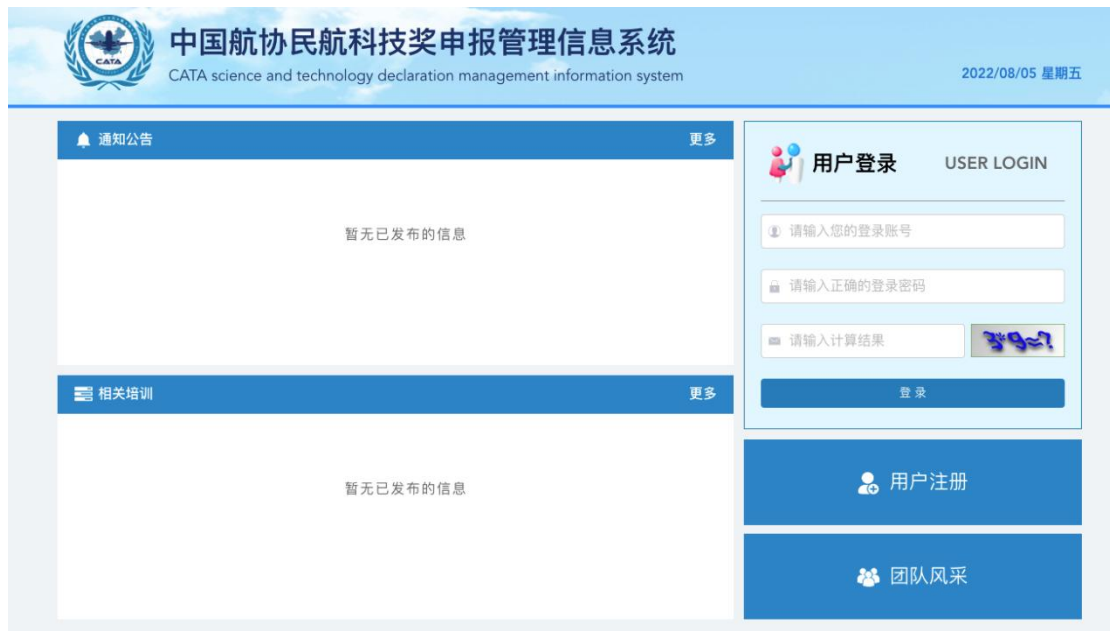 中国航协民航科技奖申报管理信息系统
CATA
CATA science and technology declaration management information system
2022/08/05 星期五
通知公告
更多
暂无已发布的信息
相关培训
更多
暂无已发布的信息
用户登录
USER LOGIN
请输入您的登录账号
请输入正确的登录密码
请输入计算结果
3*9=?
登 录
用户注册
团队风采